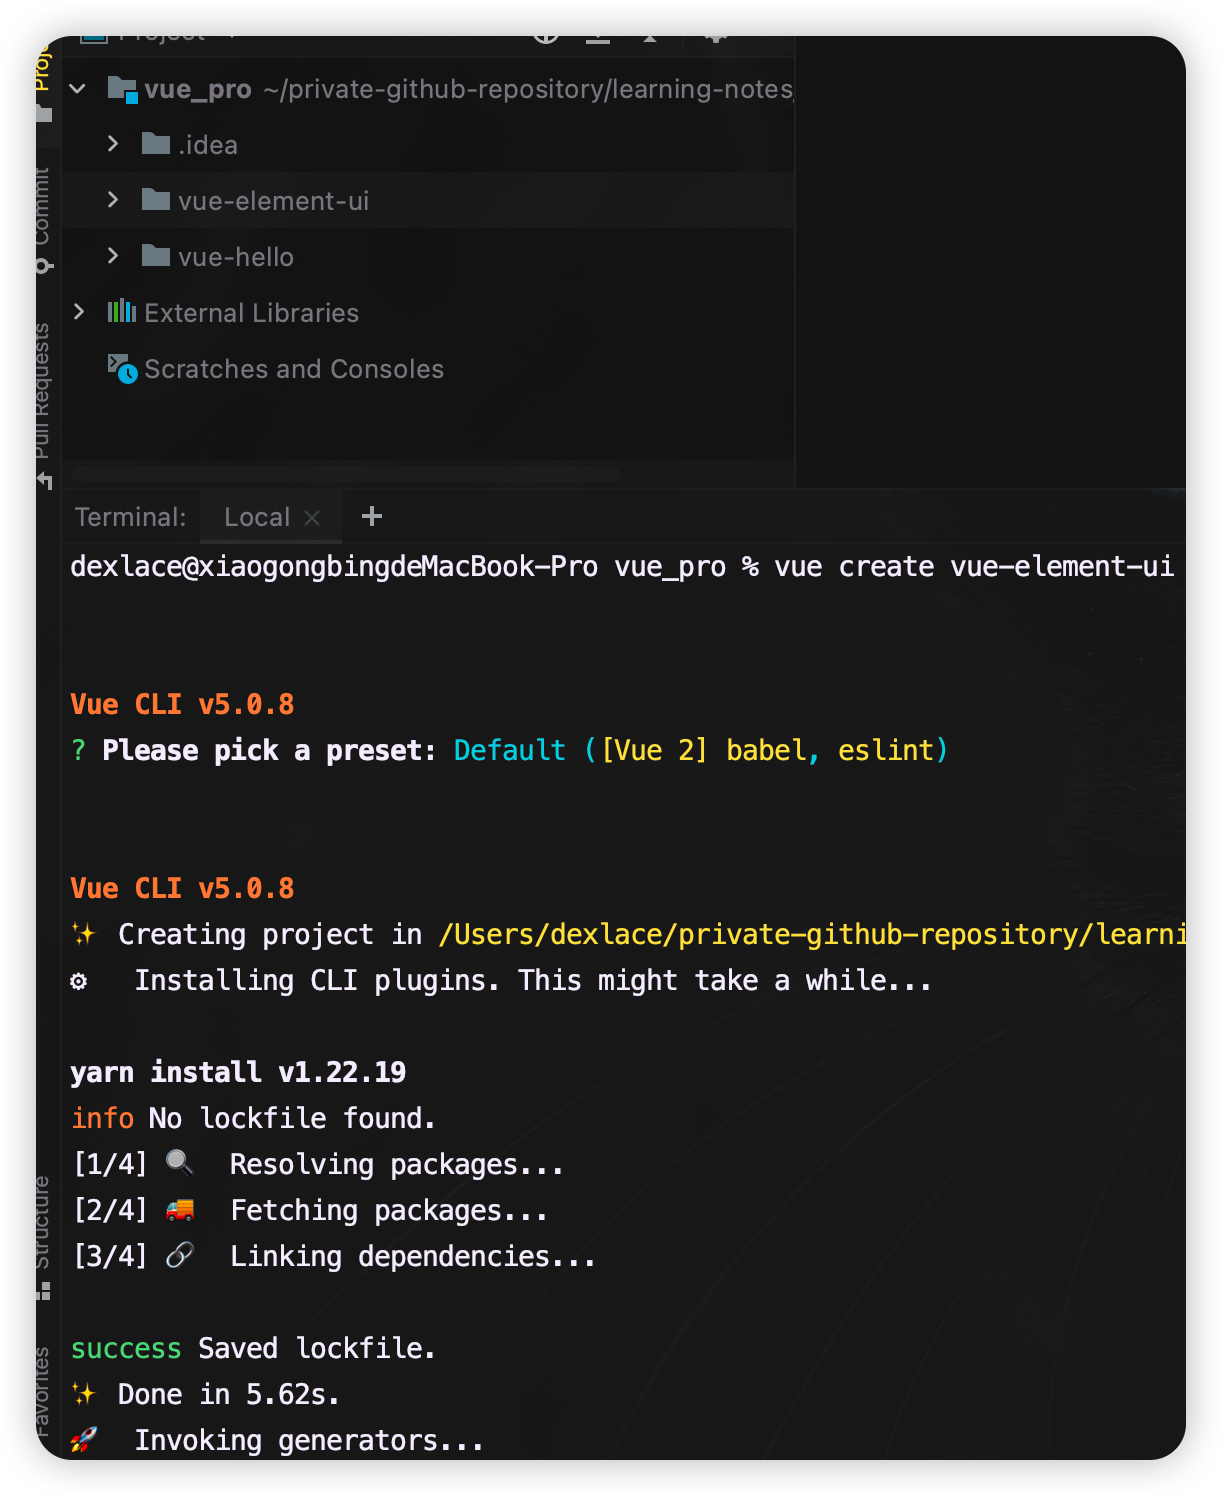 Project
vue_pro ~/private-github-repository/learning-notes
.idea
vue-element-ui
vue-hello
External Libraries
Scratches and Consoles
Commit
Pull Requests
Structure
Favorites
Terminal: Local × +
dexlace@xiaogongbingdeMacBook-Pro vue_pro % vue create vue-element-ui
Vue CLI v5.0.8
? Please pick a preset: Default ([Vue 2] babel, eslint)
Vue CLI v5.0.8
✨ Creating project in /Users/dexlace/private-github-repository/learni
⚙ Installing CLI plugins. This might take a while...
yarn install v1.22.19
info No lockfile found.
[1/4] 🔍 Resolving packages...
[2/4] 🚚 Fetching packages...
[3/4] 🔗 Linking dependencies...
success Saved lockfile.
✨ Done in 5.62s.
🚀 Invoking generators...